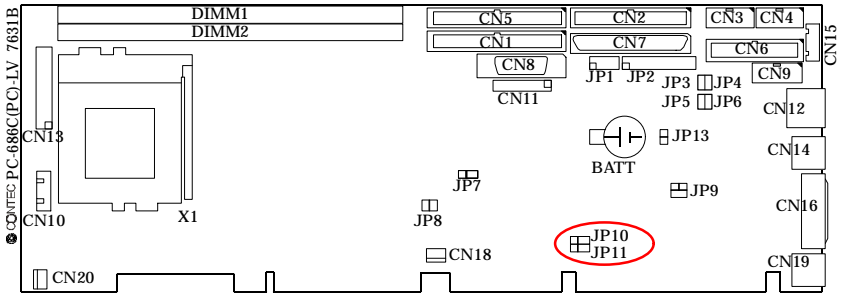 DIMM1
DIMM2
CN5
CN2
CN3
CN4
CN1
CN7
CN6
CN15
CN8
JP1
JP2
CN9
JP3
JP4
JP5
JP6
CN11
CN12
CN13
JP13
BATT
CN14
JP7
JP9
CN10
X1
JP8
CN16
JP10
JP11
CN18
CN19
CN20
CONTEC PC-686C(PC)-LV 7631B